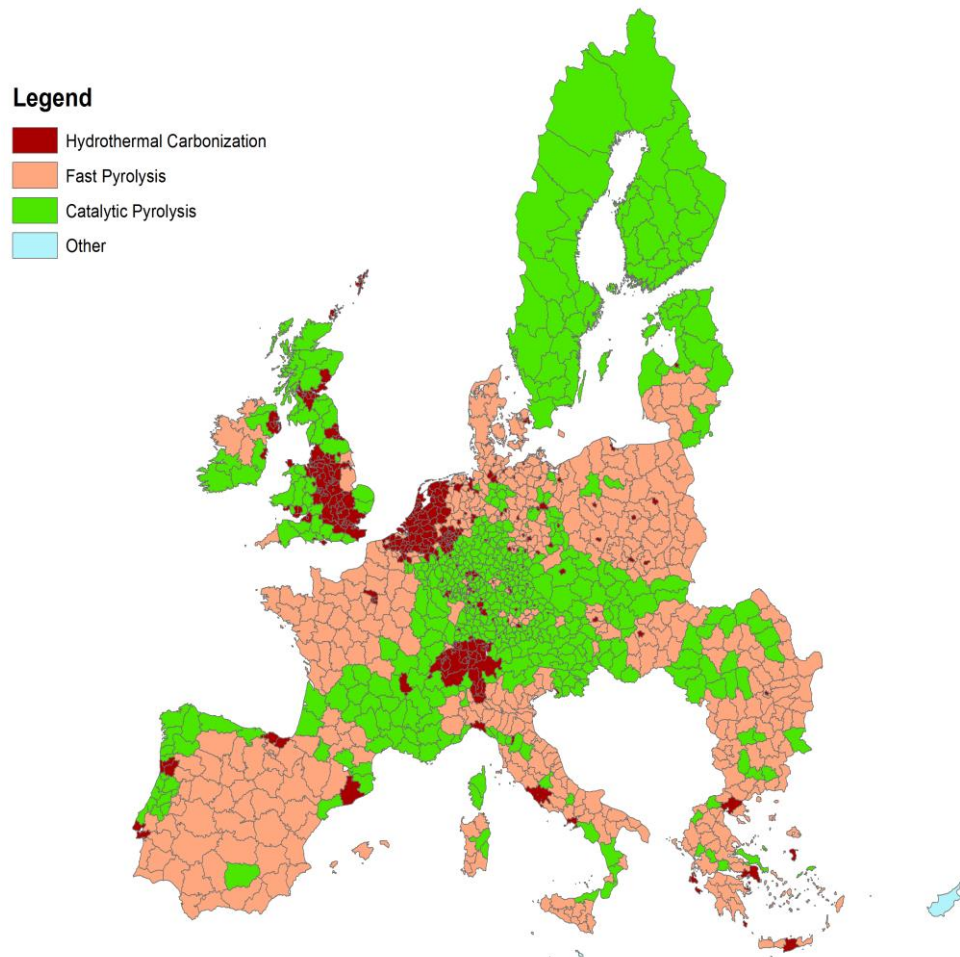 Legend
Hydrothermal Carbonization
Fast Pyrolysis
Catalytic Pyrolysis
Other